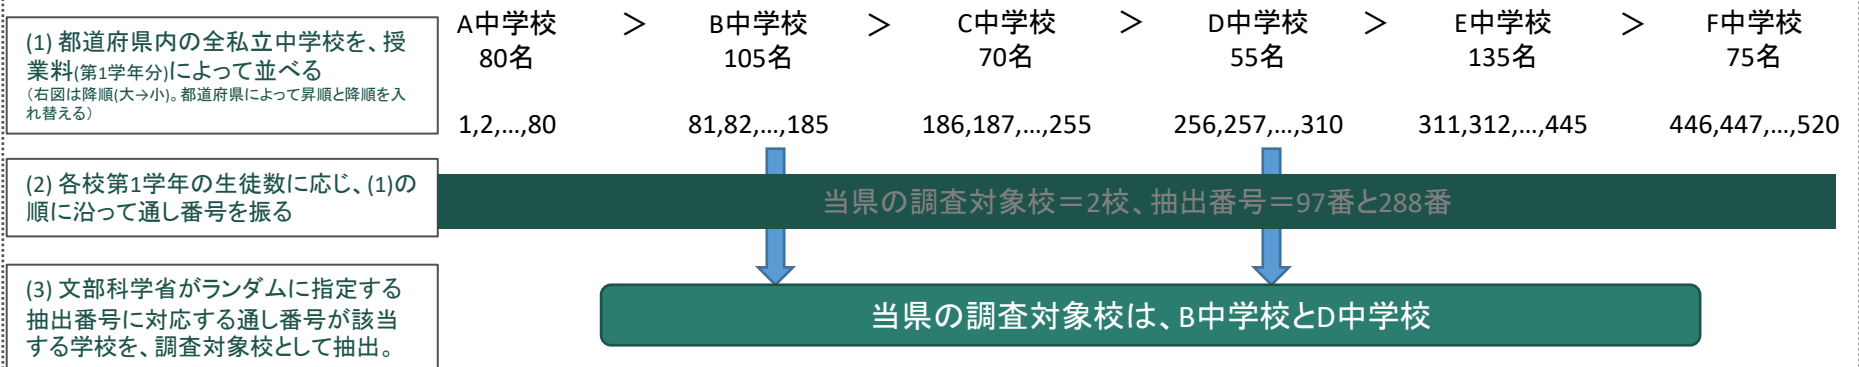 (1) 都道府県内の全私立中学校を、授
業料(第1学年分)によって並べる
(右図は降順(大→小)。都道府県によって昇順と降順を入
れ替える)
A中学校 > B中学校 > C中学校 > D中学校 > E中学校 > F中学校
80名 105名 70名 55名 135名 75名
1,2,…,80 81,82,…,185 186,187,…,255 256,257,…,310 311,312,…,445 446,447,…,520
(2) 各校第1学年の生徒数に応じ、(1)の
順に沿って通し番号を振る
当県の調査対象校=2校、抽出番号=97番と288番
(3) 文部科学省がランダムに指定する
抽出番号に対応する通し番号が該当
する学校を、調査対象校として抽出。
当県の調査対象校は、B中学校とD中学校